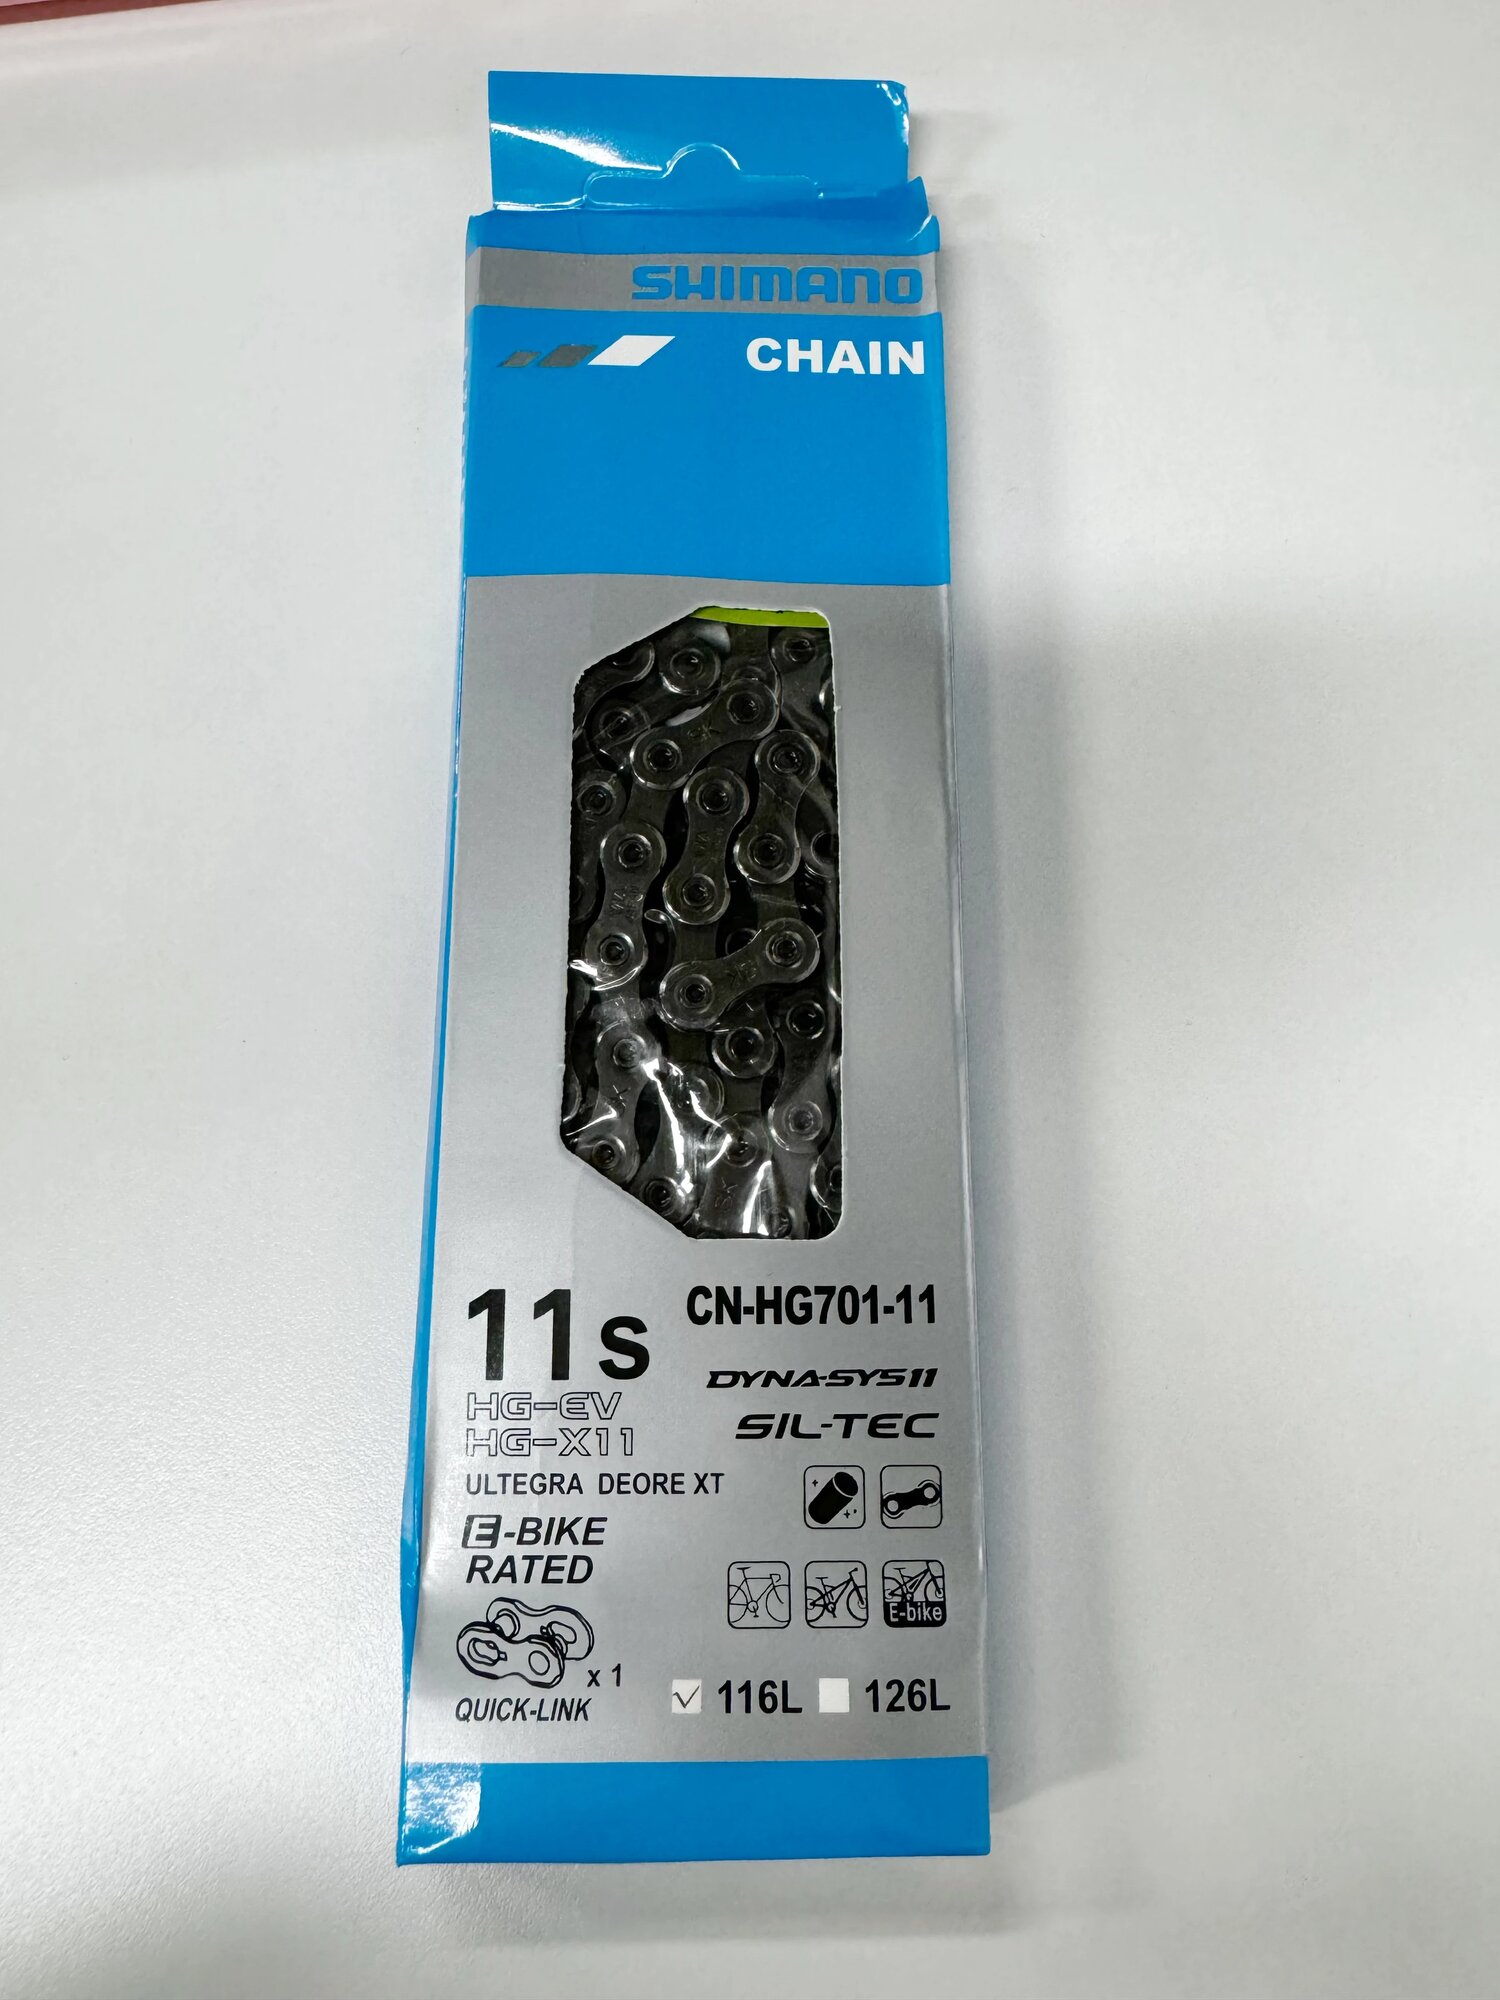 SHIMANO
CHAIN
11s
CN-HG701-11
HG-EV
HG-X11
DYNA-SYS11
SIL-TEC
ULTEGRA DEORE XT
E-BIKE
RATED
E-bike
x 1
QUICK-LINK
116L 126L